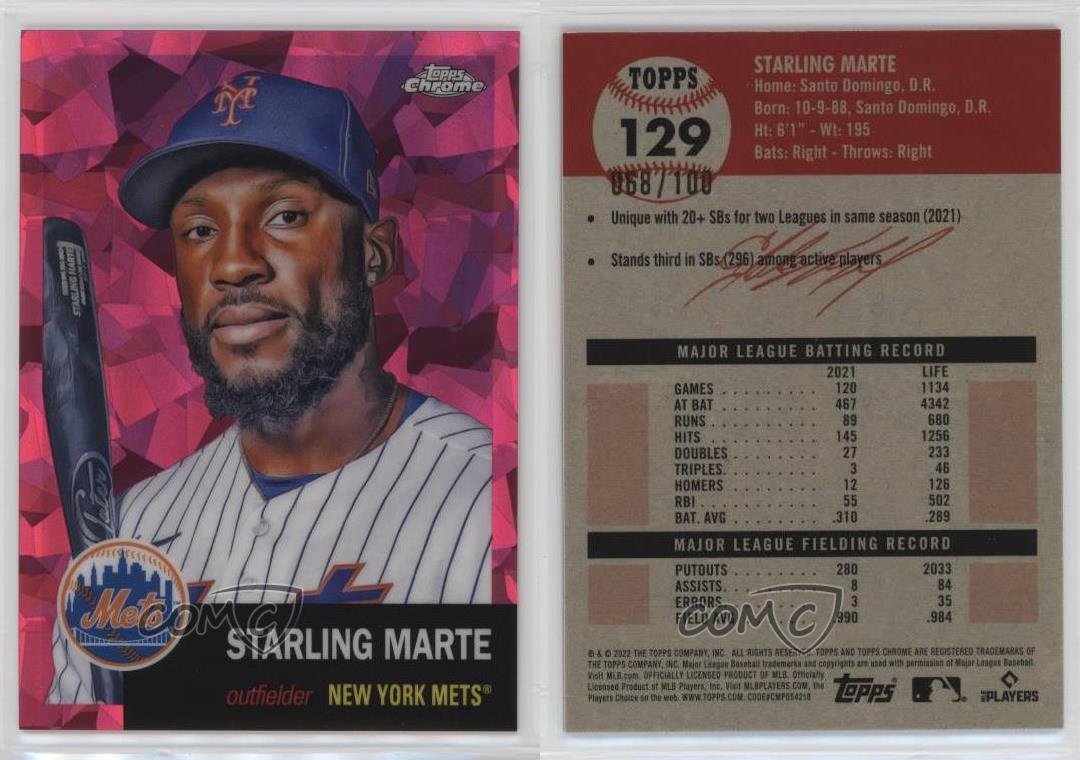 Topps
Chrome
NY
STARLING MARTE
Mets
STARLING MARTE
outfielder NEW YORK METS®
COMC
TOPPS
129
068/100
STARLING MARTE
Home: Santo Domingo, D.R.
Born: 10-9-88, Santo Domingo, D.R.
Ht: 6'1" - Wt: 195
Bats: Right - Throws: Right
• Unique with 20+ SBs for two Leagues in same season (2021)
• Stands third in SBs (296) among active players
MAJOR LEAGUE BATTING RECORD
2021 LIFE
GAMES . . . . . . . . . 120 1134
AT BAT . . . . . . . . . 467 4342
RUNS . . . . . . . . . 89 680
HITS . . . . . . . . . 145 1256
DOUBLES . . . . . . . . 27 233
TRIPLES. . . . . . . . . 3 46
HOMERS . . . . . . . . 12 126
RBI . . . . . . . . . . 55 502
BAT. AVG . . . . . . . . .310 .289
MAJOR LEAGUE FIELDING RECORD
PUTOUTS . . . . . . . . 280 2033
ASSISTS . . . . . . . . 8 84
ERRORS . . . . . . . . 3 35
FIELD AVG . . . . . . . .990 .984
COMC
® & © 2022 THE TOPPS COMPANY, INC. ALL RIGHTS RESERVED. TOPPS AND TOPPS CHROME ARE REGISTERED TRADEMARKS OF
THE TOPPS COMPANY, INC. Major League Baseball trademarks and copyrights are used with permission of Major League Baseball.
Visit MLB.com. OFFICIALLY LICENSED PRODUCT OF MLB. Officially
Licensed Product of MLB Players, Inc. Visit MLBPLAYERS.COM, the
Players Choice on the web. WWW.TOPPS.COM. CODE#CMP054218
Topps
MLB PLAYERS